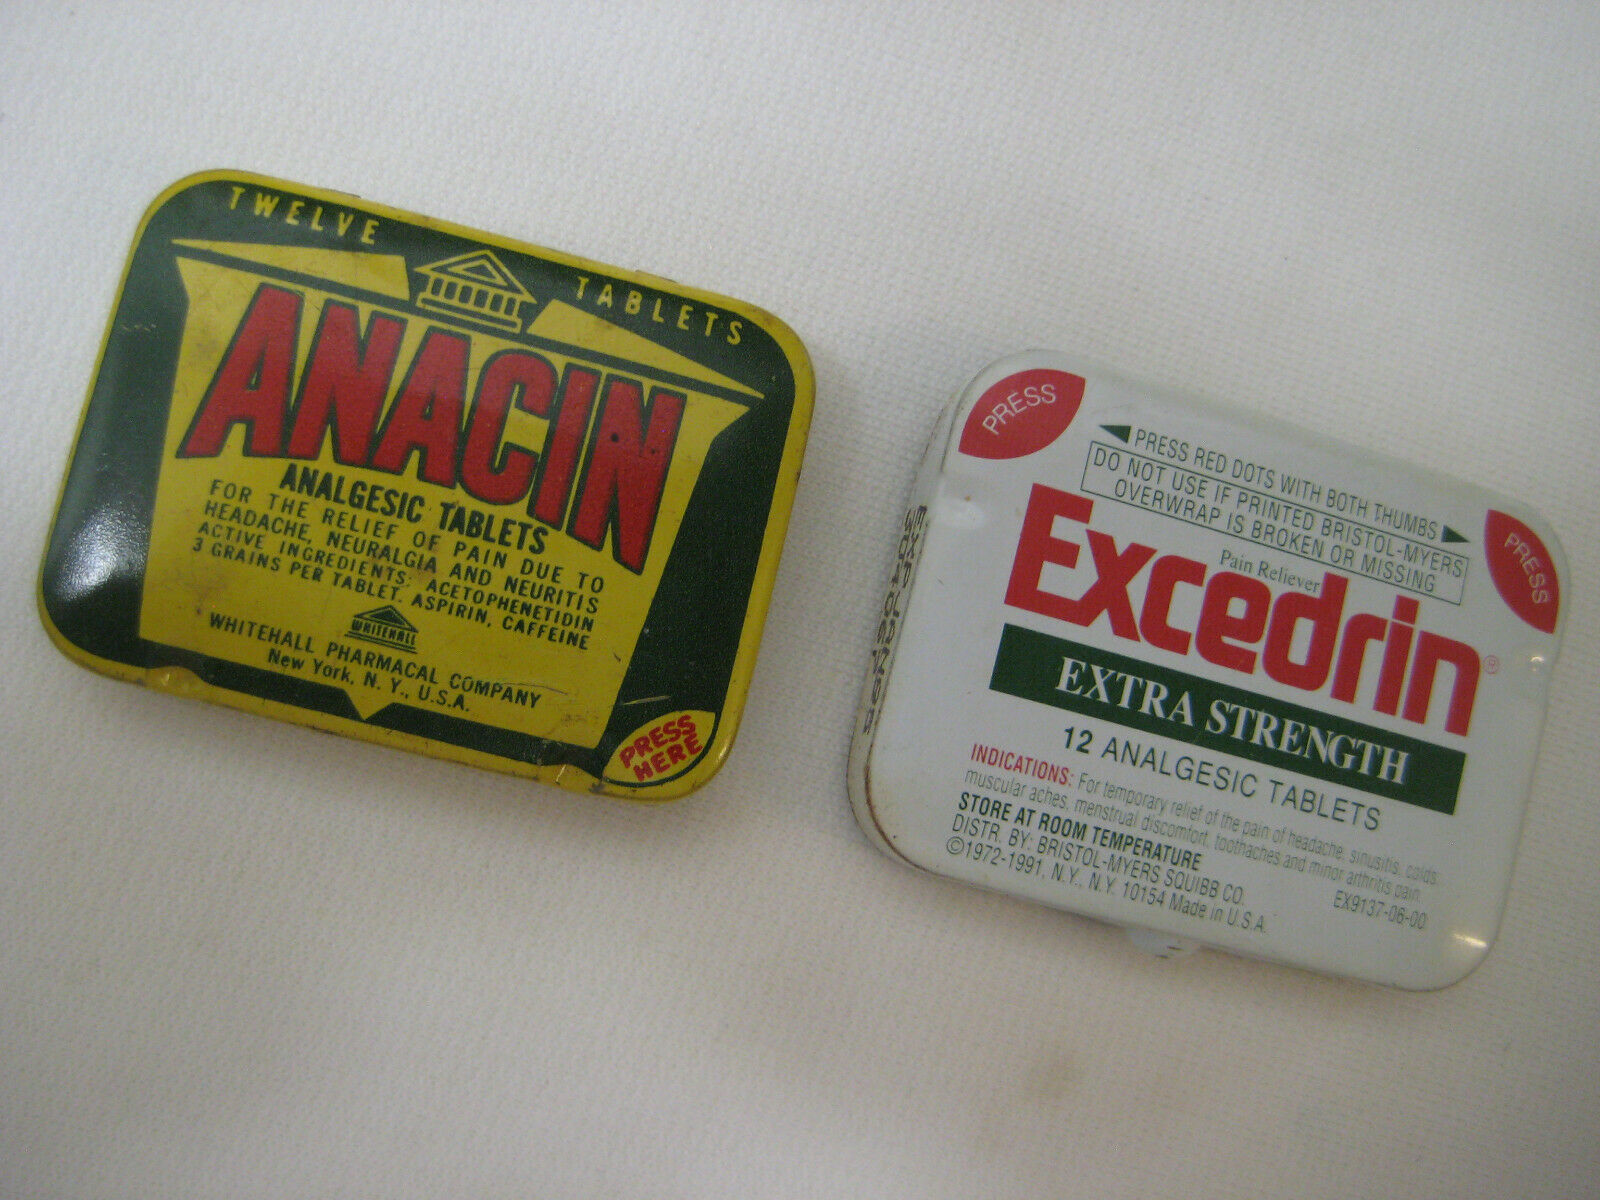 TWELVE TABLETS
ANACIN
ANALGESIC TABLETS
FOR THE RELIEF OF PAIN DUE TO
HEADACHE, NEURALGIA AND NEURITIS
ACTIVE INGREDIENTS: ACETOPHENETIDIN
3 GRAINS PER TABLET. ASPIRIN, CAFFEINE
WHITEHALL
WHITEHALL PHARMACAL COMPANY
New York, N. Y., U.S.A.
PRESS
HERE
PRESS
PRESS RED DOTS WITH BOTH THUMBS
DO NOT USE IF PRINTED BRISTOL-MYERS
OVERWRAP IS BROKEN OR MISSING
PRESS
Pain Reliever
Excedrin®
EXTRA STRENGTH
12 ANALGESIC TABLETS
INDICATIONS: For temporary relief of the pain of headache, sinusitis, colds,
muscular aches, menstrual discomfort, toothaches and minor arthritis pain.
STORE AT ROOM TEMPERATURE
DISTR. BY: BRISTOL-MYERS SQUIBB CO.
©1972-1991, N.Y., N.Y. 10154 Made in U.S.A.
EX9137-06-00